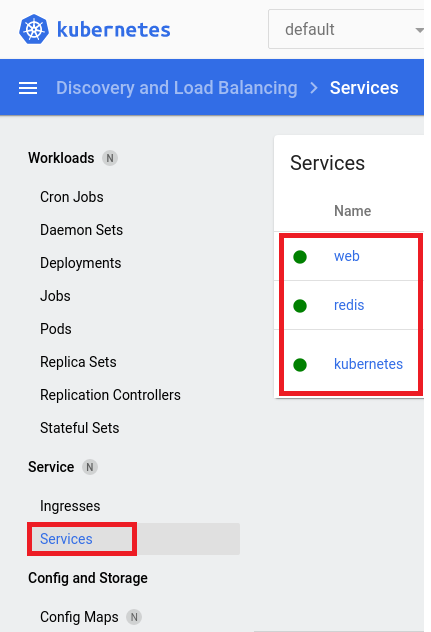 kubernetes
default
Discovery and Load Balancing > Services
Workloads N
Cron Jobs
Daemon Sets
Deployments
Jobs
Pods
Replica Sets
Replication Controllers
Stateful Sets
Service N
Ingresses
Services
Config and Storage
Config Maps N
Services
Name
web
redis
kubernetes